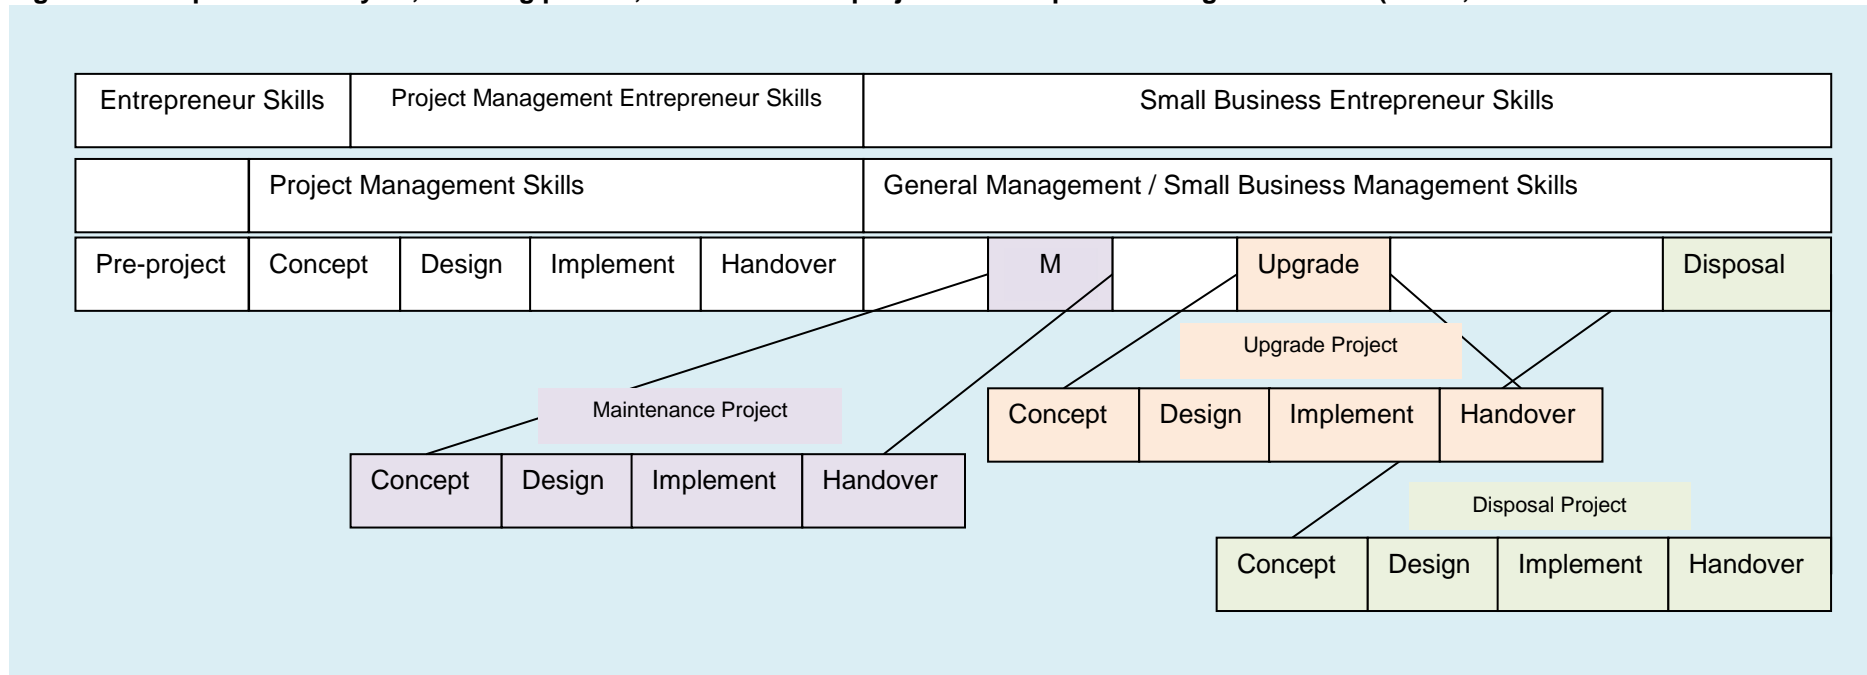 Entrepreneur Skills
Project Management Entrepreneur Skills
Small Business Entrepreneur Skills
Project Management Skills
General Management / Small Business Management Skills
Pre-project
Concept
Design
Implement
Handover
M
Upgrade
Disposal
Upgrade Project
Maintenance Project
Concept
Design
Implement
Handover
Concept
Design
Implement
Handover
Disposal Project
Concept
Design
Implement
Handover